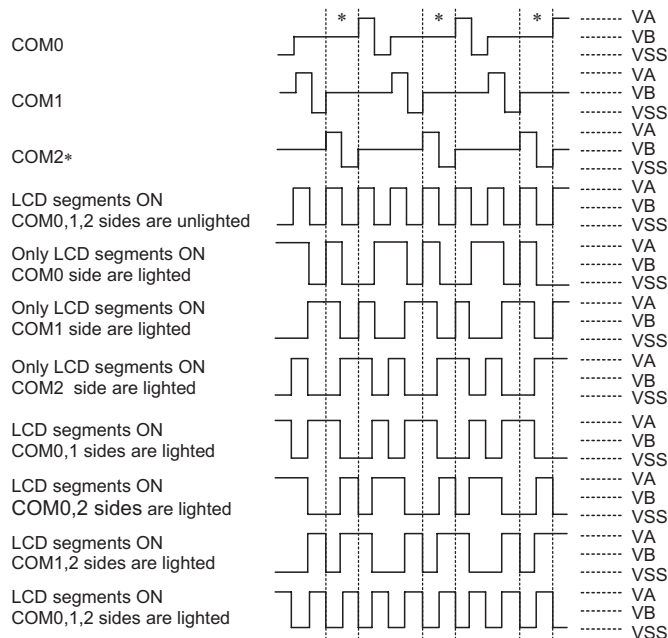 * * * VA
COM0 VB
VSS
VA
COM1 VB
VSS
VA
COM2* VB
VSS
LCD segments ON VA
COM0,1,2 sides are unlighted VB
VSS
Only LCD segments ON VA
COM0 side are lighted VB
VSS
Only LCD segments ON VA
COM1 side are lighted VB
VSS
Only LCD segments ON VA
COM2 side are lighted VB
VSS
LCD segments ON VA
COM0,1 sides are lighted VB
VSS
LCD segments ON VA
COM0,2 sides are lighted VB
VSS
LCD segments ON VA
COM1,2 sides are lighted VB
VSS
LCD segments ON VA
COM0,1,2 sides are lighted VB
VSS